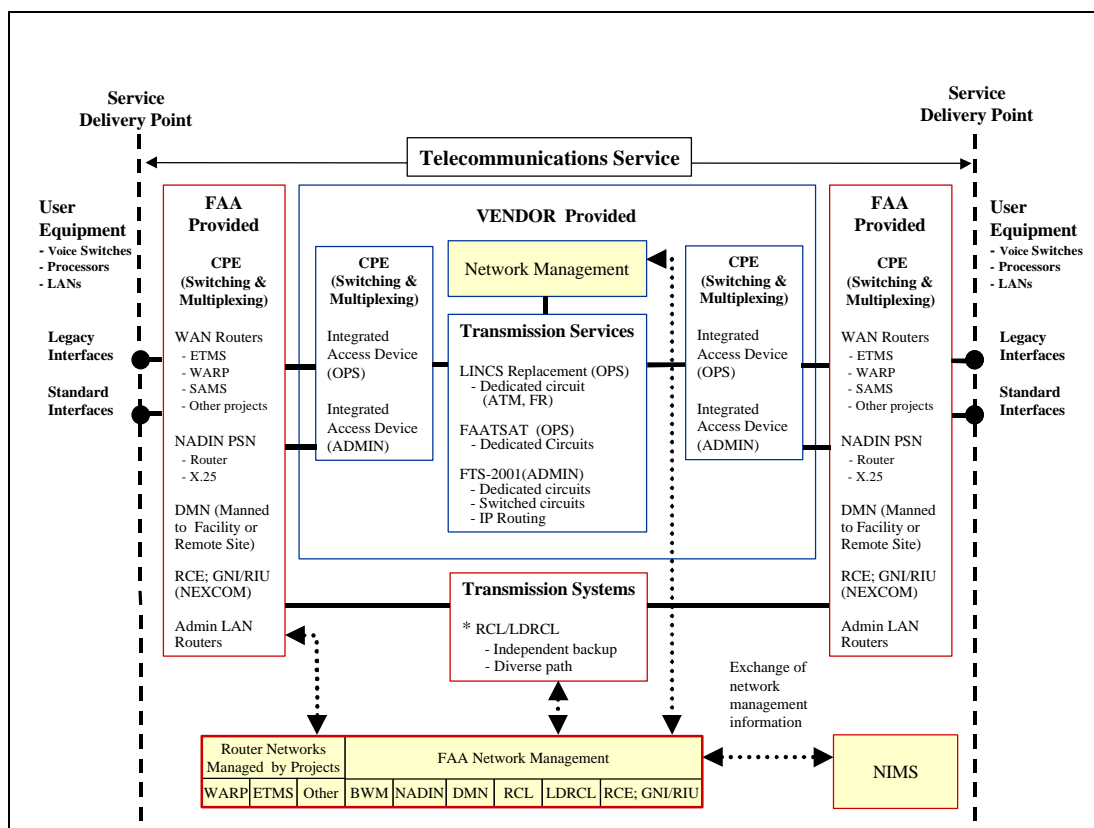 Service
Delivery Point
Service
Delivery Point
Telecommunications Service
User
Equipment
- Voice Switches
- Processors
- LANs
Legacy
Interfaces
Standard
Interfaces
FAA
Provided
CPE
(Switching &
Multiplexing)
WAN Routers
- ETMS
- WARP
- SAMS
- Other projects
NADIN PSN
- Router
- X.25
DMN (Manned
to Facility or
Remote Site)
RCE; GNI/RIU
(NEXCOM)
Admin LAN
Routers
VENDOR Provided
CPE
(Switching &
Multiplexing)
Integrated
Access Device
(OPS)
Integrated
Access Device
(ADMIN)
Network Management
Transmission Services
LINCS Replacement (OPS)
- Dedicated circuit
(ATM, FR)
FAATSAT (OPS)
- Dedicated Circuits
FTS-2001(ADMIN)
- Dedicated circuits
- Switched circuits
- IP Routing
CPE
(Switching &
Multiplexing)
Integrated
Access Device
(OPS)
Integrated
Access Device
(ADMIN)
FAA
Provided
CPE
(Switching &
Multiplexing)
WAN Routers
- ETMS
- WARP
- SAMS
- Other projects
NADIN PSN
- Router
- X.25
DMN (Manned
to Facility or
Remote Site)
RCE; GNI/RIU
(NEXCOM)
Admin LAN
Routers
User
Equipment
- Voice Switches
- Processors
- LANs
Legacy
Interfaces
Standard
Interfaces
Transmission Systems
* RCL/LDRCL
- Independent backup
- Diverse path
Exchange of
network
management
information
Router Networks
Managed by Projects
FAA Network Management
WARP ETMS Other BWM NADIN DMN RCL LDRCL RCE; GNI/RIU
NIMS